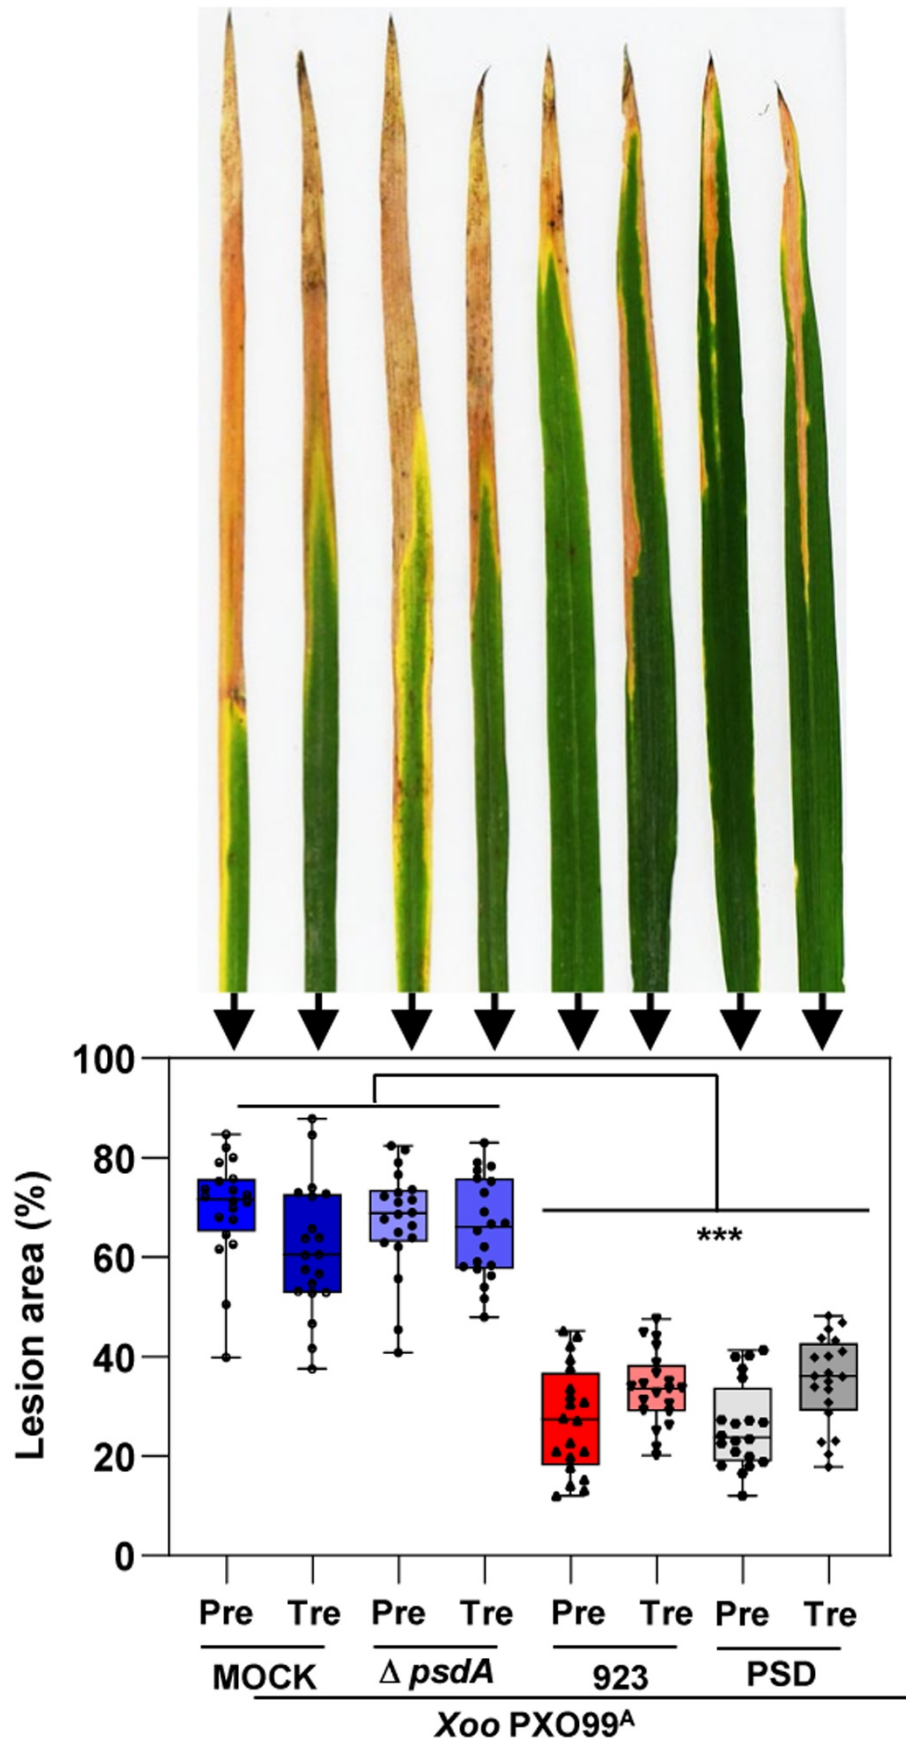 100
80
60
40
20
0
Lesion area (%)
***
Pre Tre Pre Tre Pre Tre Pre Tre
MOCK Δ psdA 923 PSD
Xoo PXO99ᴬ